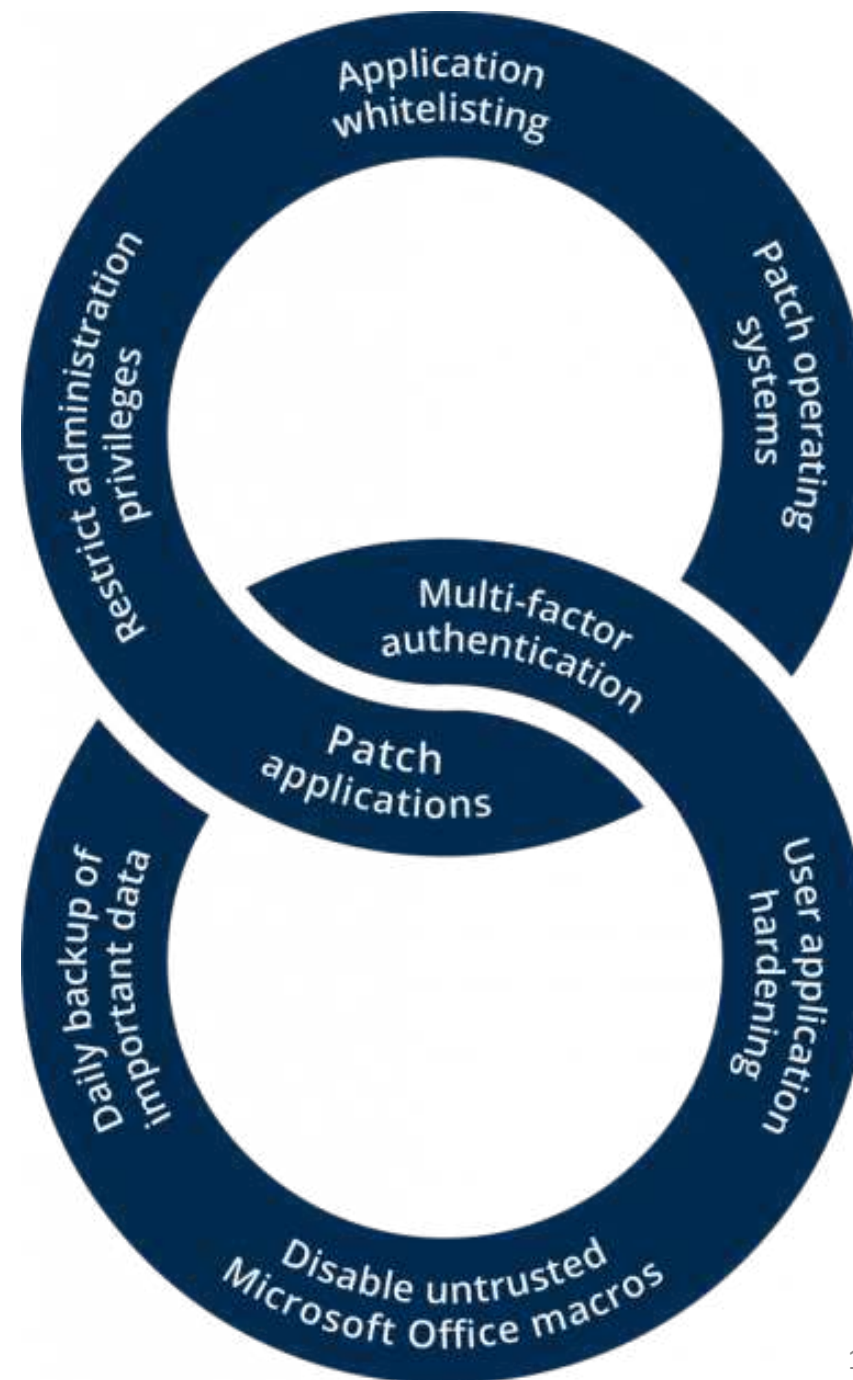 Application
whitelisting
Patch operating
systems
Restrict administration
privileges
Multi-factor
authentication
Patch
applications
User application
hardening
Daily backup of
important data
Disable untrusted
Microsoft Office macros
1